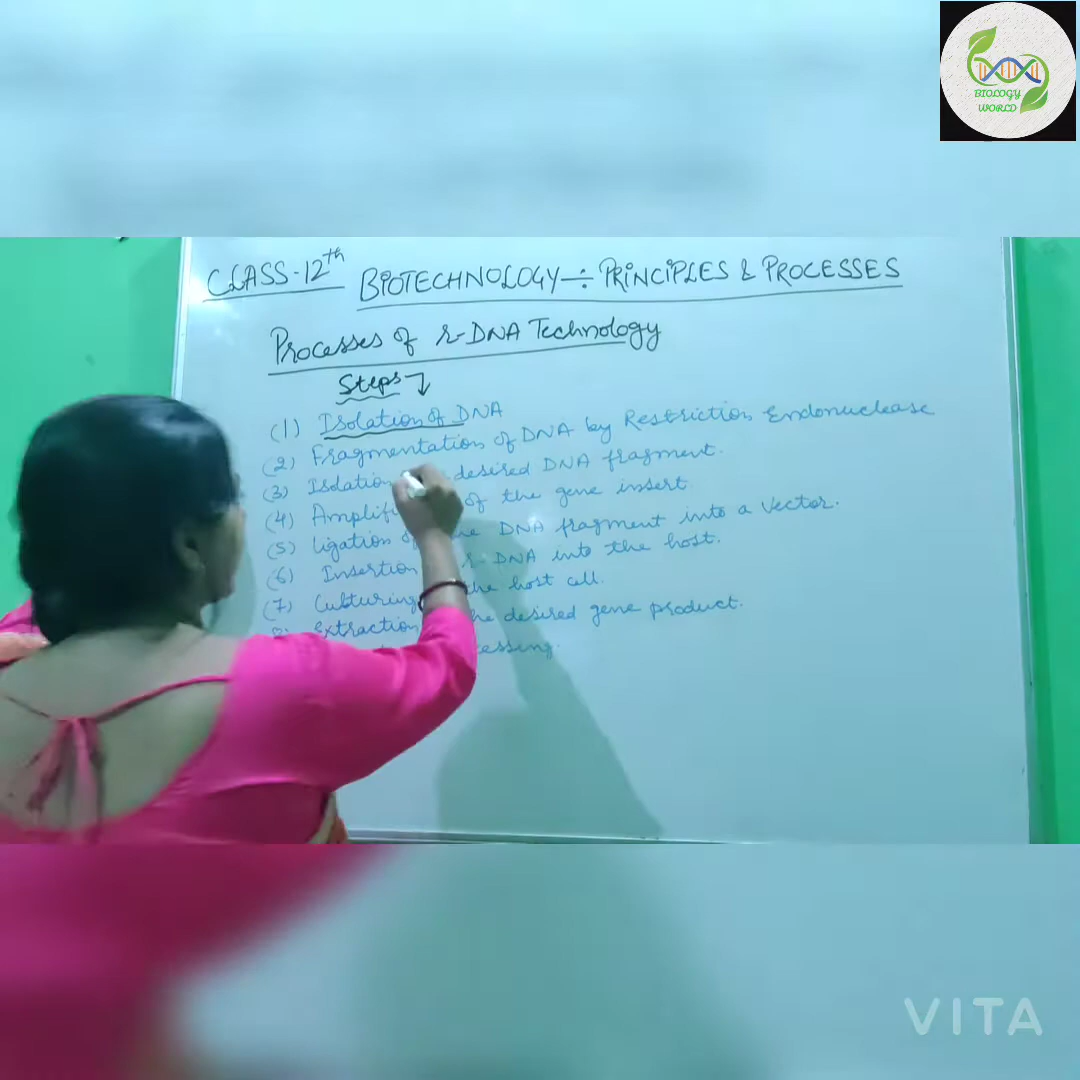 BIOLOGY
WORLD
CLASS-12th BIOTECHNOLOGY-: PRINCIPLES & PROCESSES
Processes of r-DNA Technology
Steps
(1) Isolation of DNA
(2) Fragmentation of DNA by Restriction Endonuclease
(3) Isolation desired DNA fragment.
(4) of the gene insert
(5) Ligation DNA fragment into a vector.
(6) Insertion r-DNA into the host.
(7) Culturing the host cell.
Extraction desired gene product.
VITA